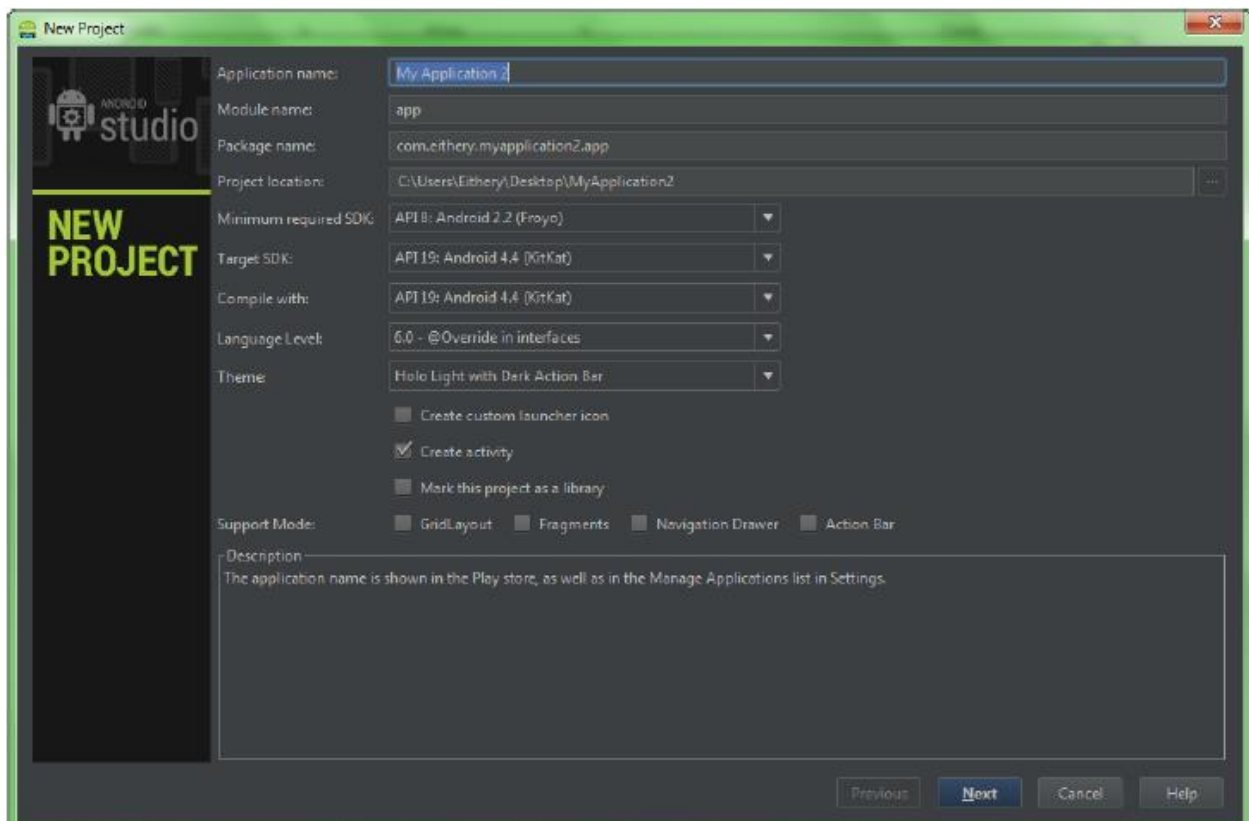 New Project
ANDROID
studio
NEW
PROJECT
Application name: My Application 2
Module name: app
Package name: com.eithery.myapplication2.app
Project location: C:\Users\Eithery\Desktop\MyApplication2 ...
Minimum required SDK: API 8: Android 2.2 (Froyo)
Target SDK: API 19: Android 4.4 (KitKat)
Compile with: API 19: Android 4.4 (KitKat)
Language Level: 6.0 - @Override in interfaces
Theme: Holo Light with Dark Action Bar
Create custom launcher icon
Create activity
Mark this project as a library
Support Mode: GridLayout Fragments Navigation Drawer Action Bar
Description
The application name is shown in the Play store, as well as in the Manage Applications list in Settings.
Previous Next Cancel Help